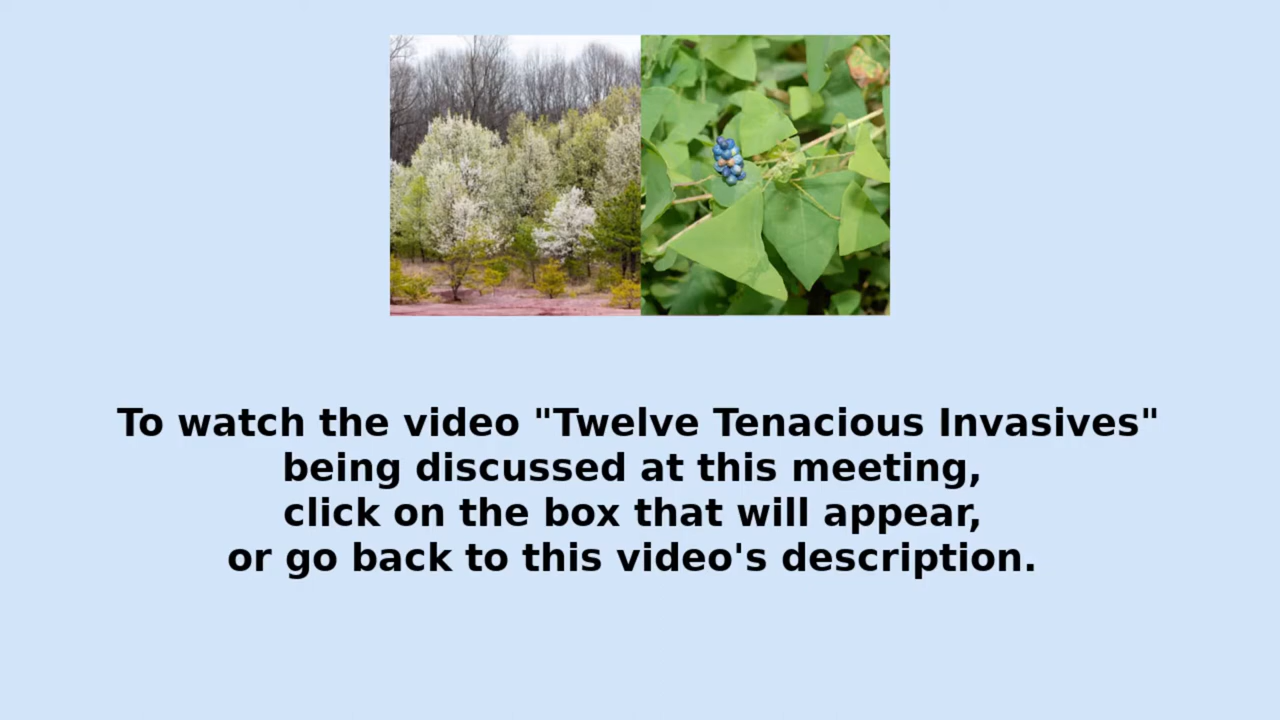 To watch the video "Twelve Tenacious Invasives"
being discussed at this meeting,
click on the box that will appear,
or go back to this video's description.